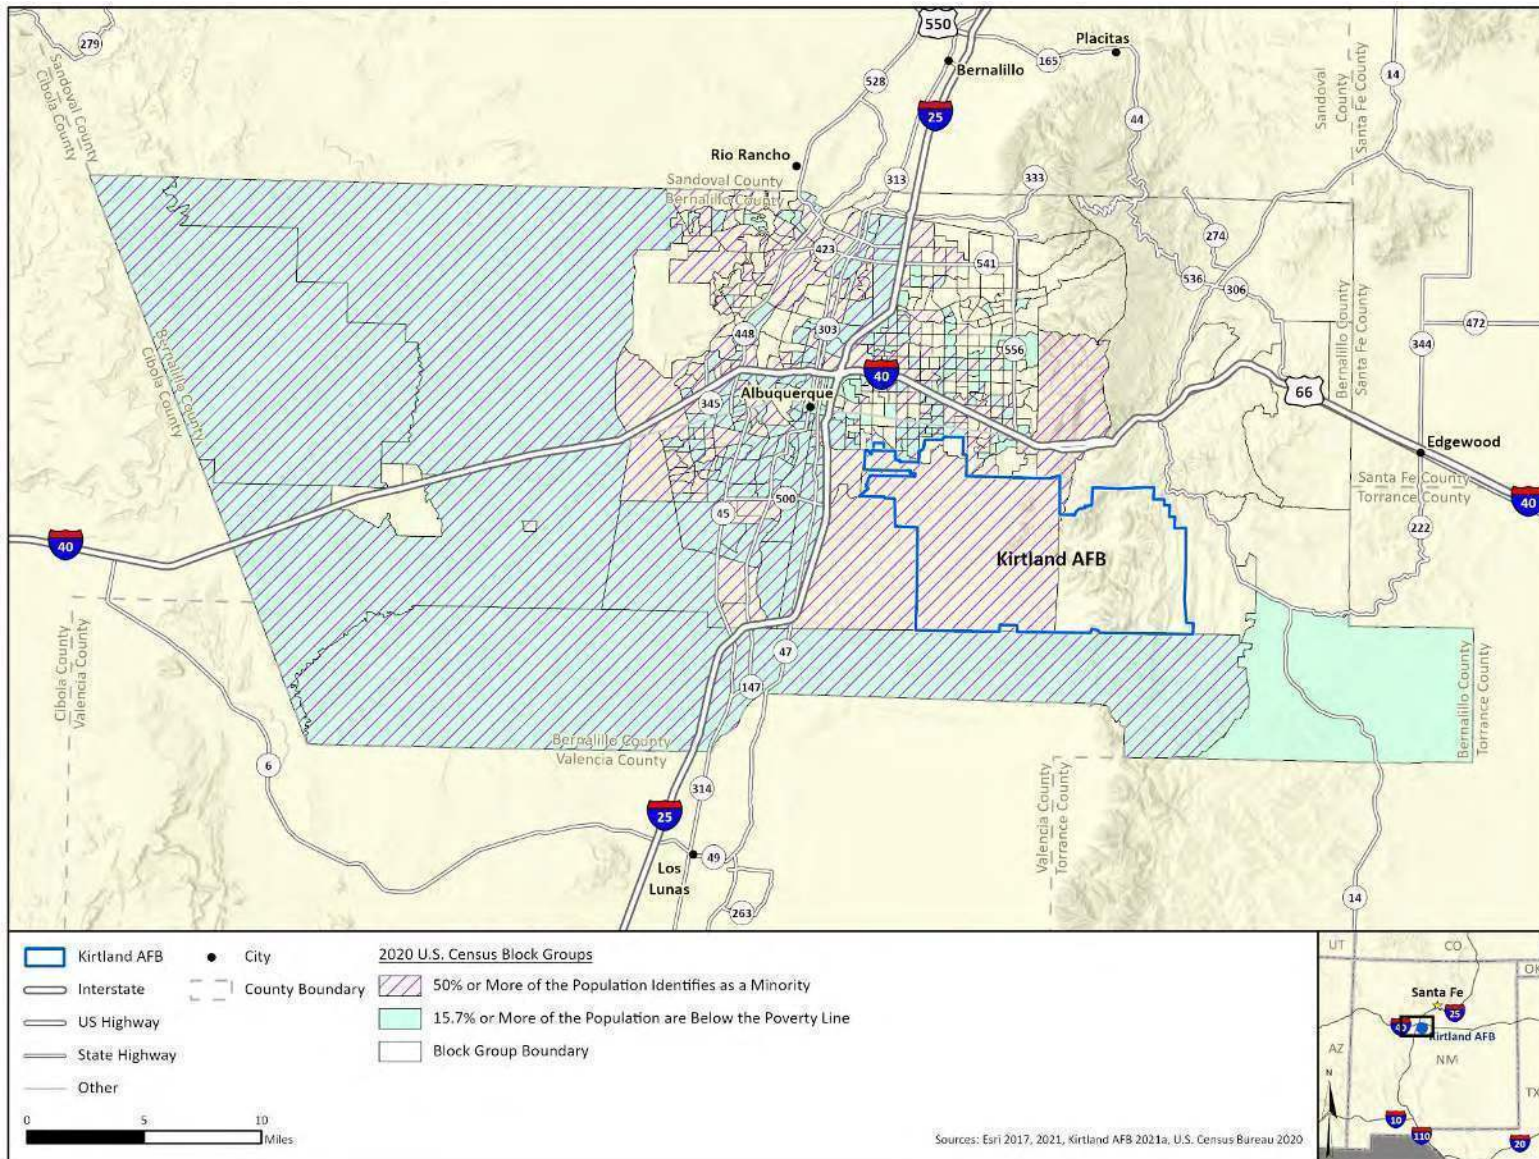 550
Placitas
279
165
Bernalillo
14
528
Sandoval
County
Santa Fe County
Sandoval County
Cibola County
25
44
Rio Rancho
313
333
Sandoval County
Bernalillo County
274
423
541
536
306
Bernalillo County
Santa Fe County
472
448
303
556
344
Bernalillo County
Cibola County
40
66
345
Albuquerque
Edgewood
Santa Fe County
Torrance County
500
45
40
222
40
Kirtland AFB
Cibola County
Valencia County
47
147
Bernalillo County
Torrance County
Bernalillo County
Valencia County
6
314
25
Valencia County
Torrance County
Los
Lunas
49
263
14
Kirtland AFB
City
2020 U.S. Census Block Groups
Interstate
County Boundary
50% or More of the Population Identifies as a Minority
US Highway
15.7% or More of the Population are Below the Poverty Line
State Highway
Block Group Boundary
Other
0 5 10
Miles
Sources: Esri 2017, 2021, Kirtland AFB 2021a, U.S. Census Bureau 2020
UT
CO
OK
Santa Fe
25
40
Kirtland AFB
AZ
NM
N
TX
10
110
20